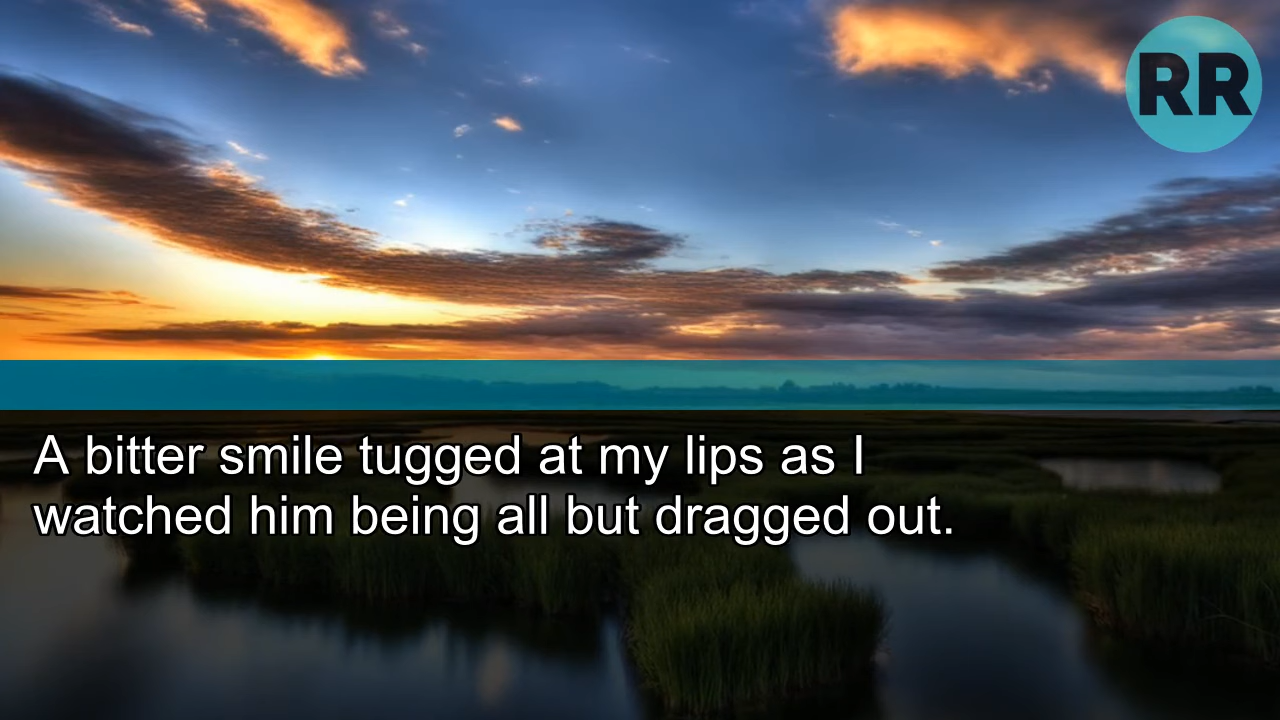 RR
A bitter smile tugged at my lips as I
watched him being all but dragged out.